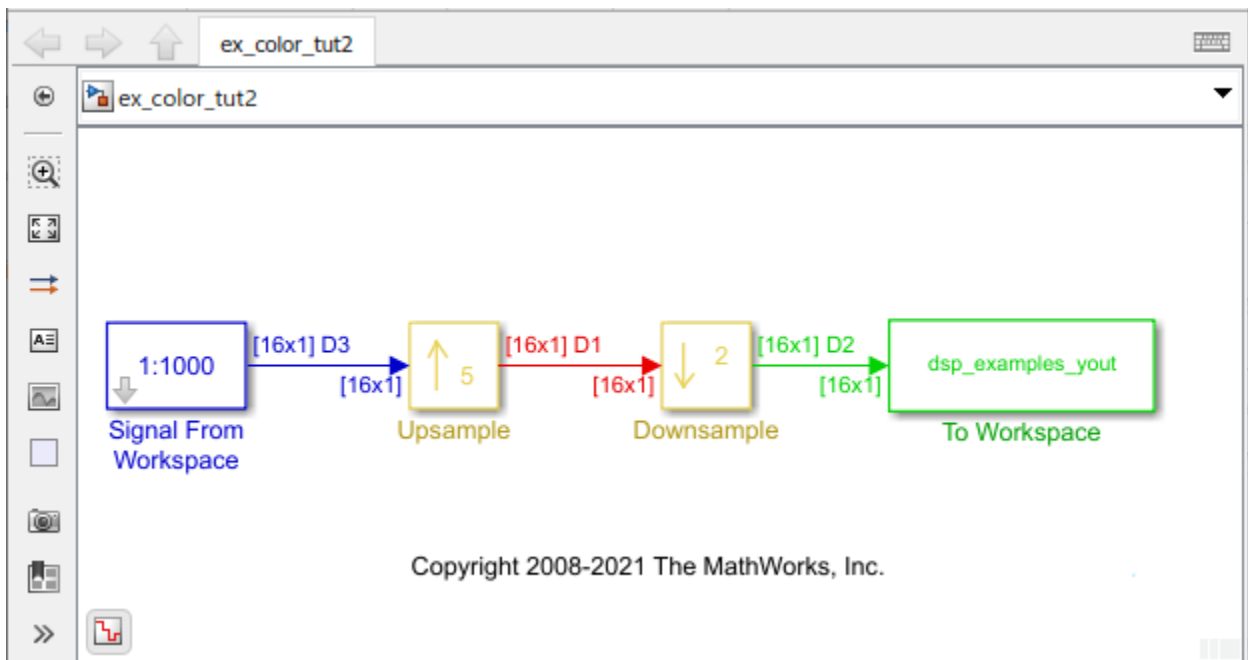 ex_color_tut2
ex_color_tut2
1:1000
[16x1] D3
[16x1]
5
[16x1] D1
[16x1]
2
[16x1] D2
[16x1]
dsp_examples_yout
Signal From
Workspace
Upsample
Downsample
To Workspace
Copyright 2008-2021 The MathWorks, Inc.